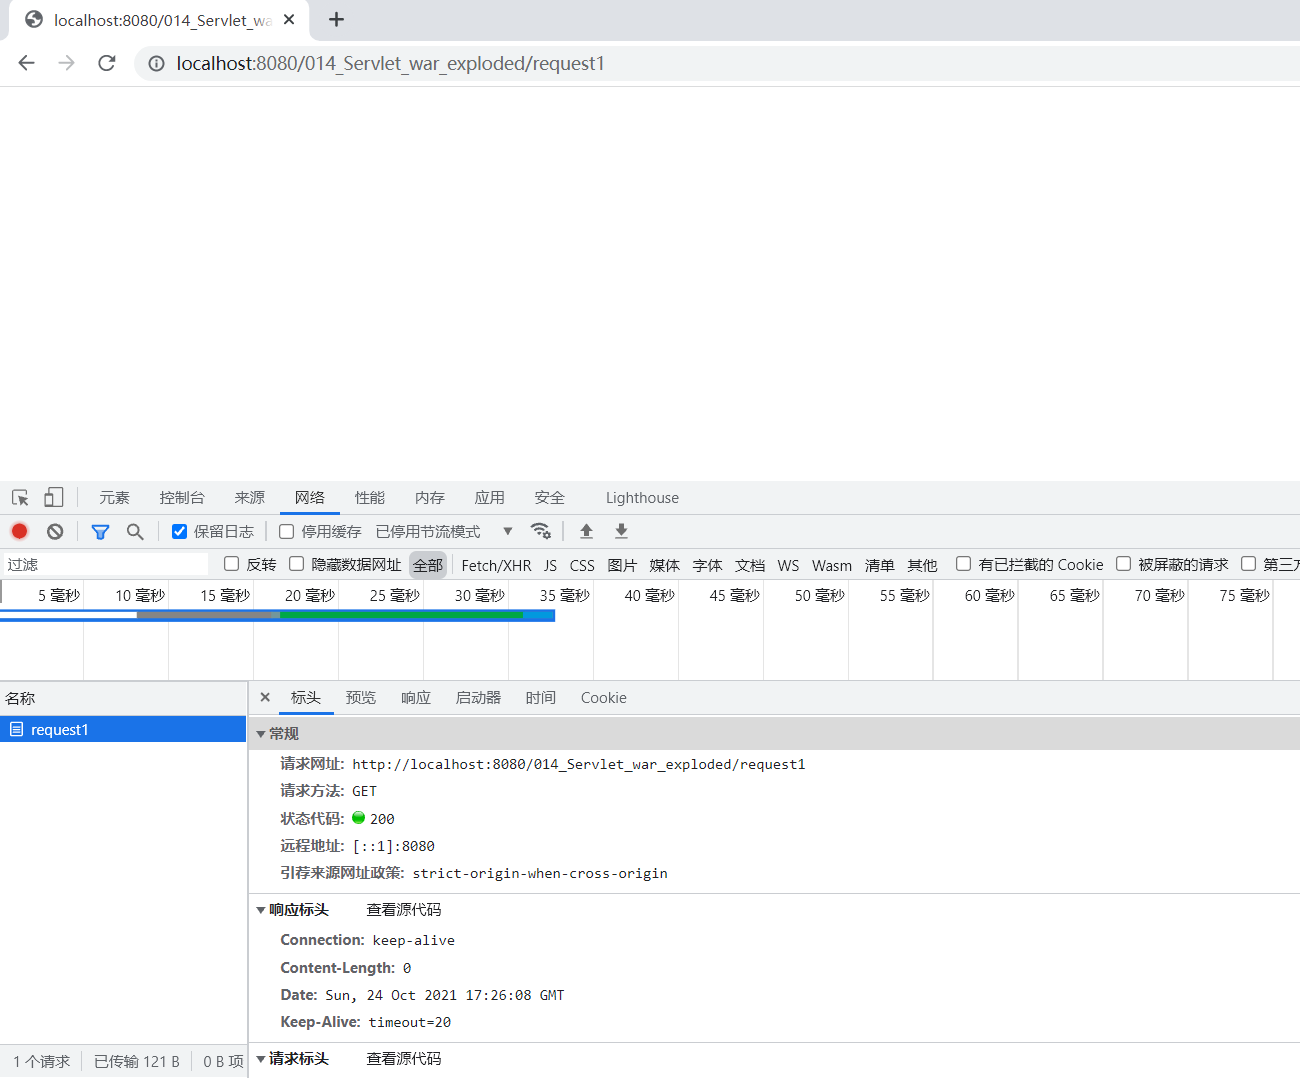 localhost:8080/014_Servlet_wa
localhost:8080/014_Servlet_war_exploded/request1
元素 控制台 来源 网络 性能 内存 应用 安全 Lighthouse
保留日志 停用缓存 已停用节流模式
过滤 反转 隐藏数据网址 全部 Fetch/XHR JS CSS 图片 媒体 字体 文档 WS Wasm 清单 其他 有已拦截的 Cookie 被屏蔽的请求 第三方
5 毫秒 10 毫秒 15 毫秒 20 毫秒 25 毫秒 30 毫秒 35 毫秒 40 毫秒 45 毫秒 50 毫秒 55 毫秒 60 毫秒 65 毫秒 70 毫秒 75 毫秒
名称 标头 预览 响应 启动器 时间 Cookie
request1
常规
请求网址: http://localhost:8080/014_Servlet_war_exploded/request1
请求方法: GET
状态代码: 200
远程地址: [::1]:8080
引荐来源网址政策: strict-origin-when-cross-origin
响应标头 查看源代码
Connection: keep-alive
Content-Length: 0
Date: Sun, 24 Oct 2021 17:26:08 GMT
Keep-Alive: timeout=20
请求标头 查看源代码
1 个请求 已传输 121 B 0 B 项